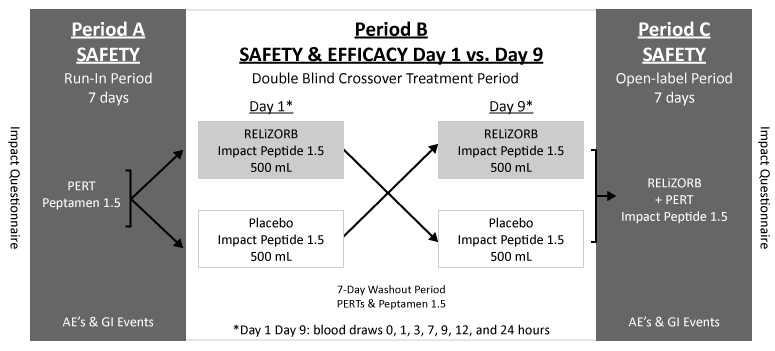 Impact Questionnaire
Period A
SAFETY
Run-In Period
7 days
PERT
Peptamen 1.5
AE's & GI Events
Period B
SAFETY & EFFICACY Day 1 vs. Day 9
Double Blind Crossover Treatment Period
Day 1*
RELiZORB
Impact Peptide 1.5
500 mL
Placebo
Impact Peptide 1.5
500 mL
Day 9*
RELiZORB
Impact Peptide 1.5
500 mL
Placebo
Impact Peptide 1.5
500 mL
7-Day Washout Period
PERTs & Peptamen 1.5
*Day 1 Day 9: blood draws 0, 1, 3, 7, 9, 12, and 24 hours
Period C
SAFETY
Open-label Period
7 days
RELiZORB
+ PERT
Impact Peptide 1.5
AE's & GI Events
Impact Questionnaire